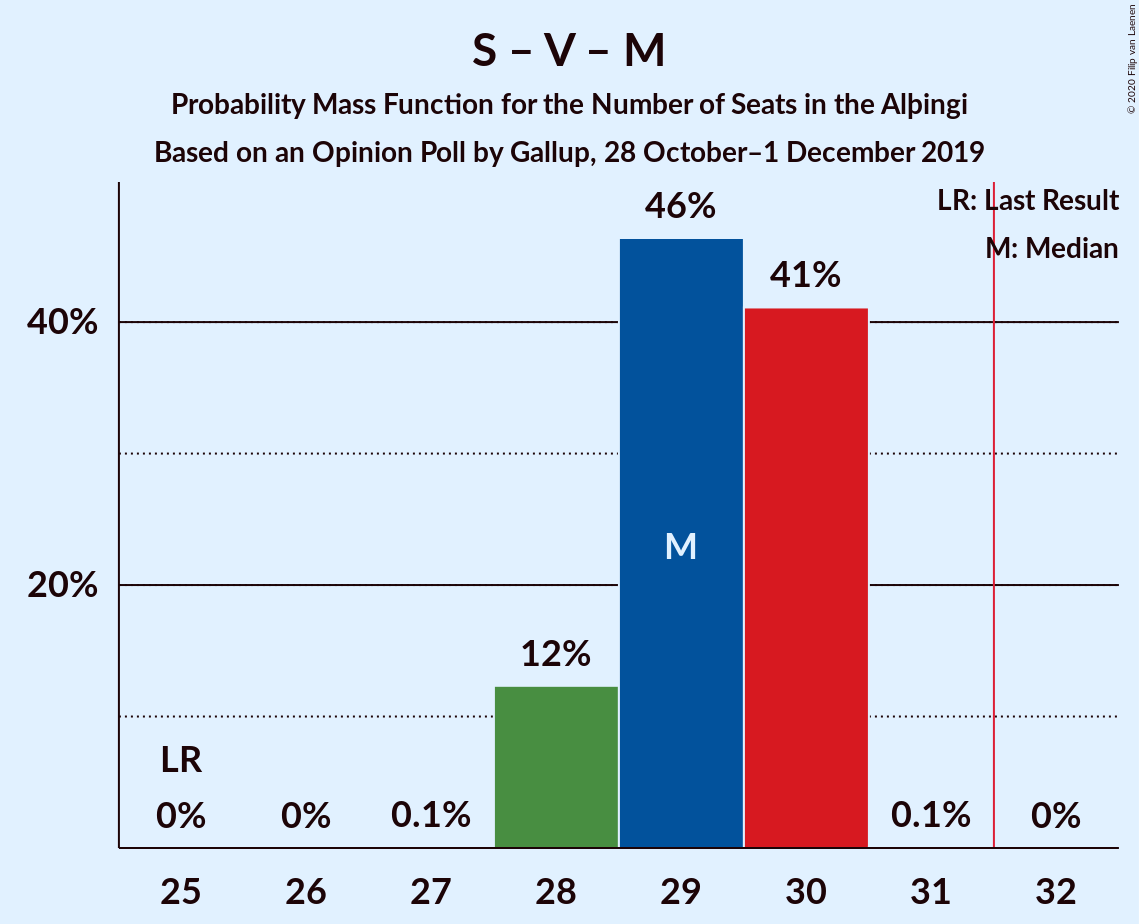 S – V – M
Probability Mass Function for the Number of Seats in the Alþingi
Based on an Opinion Poll by Gallup, 28 October–1 December 2019
© 2020 Filip van Laenen
LR: Last Result
M: Median
46%
41%
40%
M
20%
12%
LR
0%
0%
0.1%
0.1%
0%
25
26
27
28
29
30
31
32